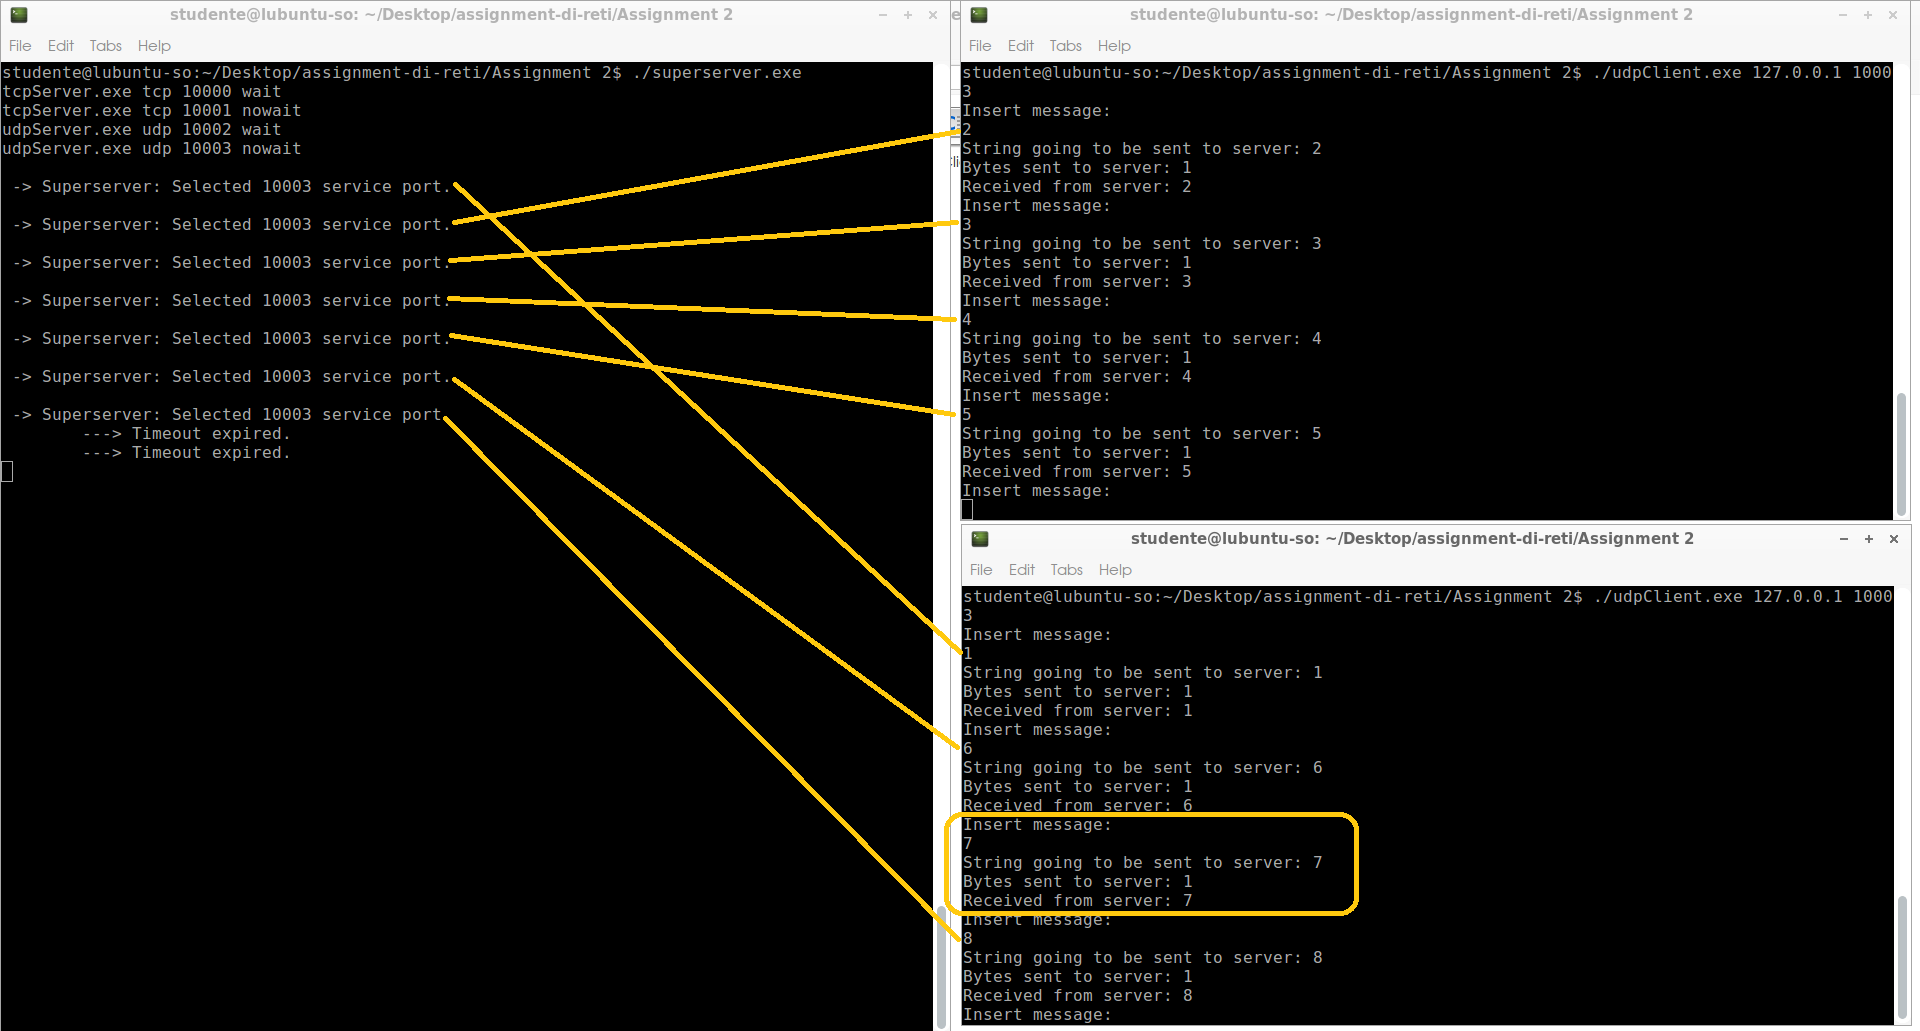 studente@lubuntu-so: ~/Desktop/assignment-di-reti/Assignment 2
File Edit Tabs Help
studente@lubuntu-so:~/Desktop/assignment-di-reti/Assignment 2$ ./superserver.exe
tcpServer.exe tcp 10000 wait
tcpServer.exe tcp 10001 nowait
udpServer.exe udp 10002 wait
udpServer.exe udp 10003 nowait
-> Superserver: Selected 10003 service port.
-> Superserver: Selected 10003 service port.
-> Superserver: Selected 10003 service port.
-> Superserver: Selected 10003 service port.
-> Superserver: Selected 10003 service port.
-> Superserver: Selected 10003 service port.
-> Superserver: Selected 10003 service port.
---> Timeout expired.
---> Timeout expired.
studente@lubuntu-so: ~/Desktop/assignment-di-reti/Assignment 2
File Edit Tabs Help
studente@lubuntu-so:~/Desktop/assignment-di-reti/Assignment 2$ ./udpClient.exe 127.0.0.1 1000
3
Insert message:
2
String going to be sent to server: 2
Bytes sent to server: 1
Received from server: 2
Insert message:
3
String going to be sent to server: 3
Bytes sent to server: 1
Received from server: 3
Insert message:
4
String going to be sent to server: 4
Bytes sent to server: 1
Received from server: 4
Insert message:
5
String going to be sent to server: 5
Bytes sent to server: 1
Received from server: 5
Insert message:
studente@lubuntu-so: ~/Desktop/assignment-di-reti/Assignment 2
File Edit Tabs Help
studente@lubuntu-so:~/Desktop/assignment-di-reti/Assignment 2$ ./udpClient.exe 127.0.0.1 1000
3
Insert message:
1
String going to be sent to server: 1
Bytes sent to server: 1
Received from server: 1
Insert message:
6
String going to be sent to server: 6
Bytes sent to server: 1
Received from server: 6
Insert message:
7
String going to be sent to server: 7
Bytes sent to server: 1
Received from server: 7
Insert message:
8
String going to be sent to server: 8
Bytes sent to server: 1
Received from server: 8
Insert message: